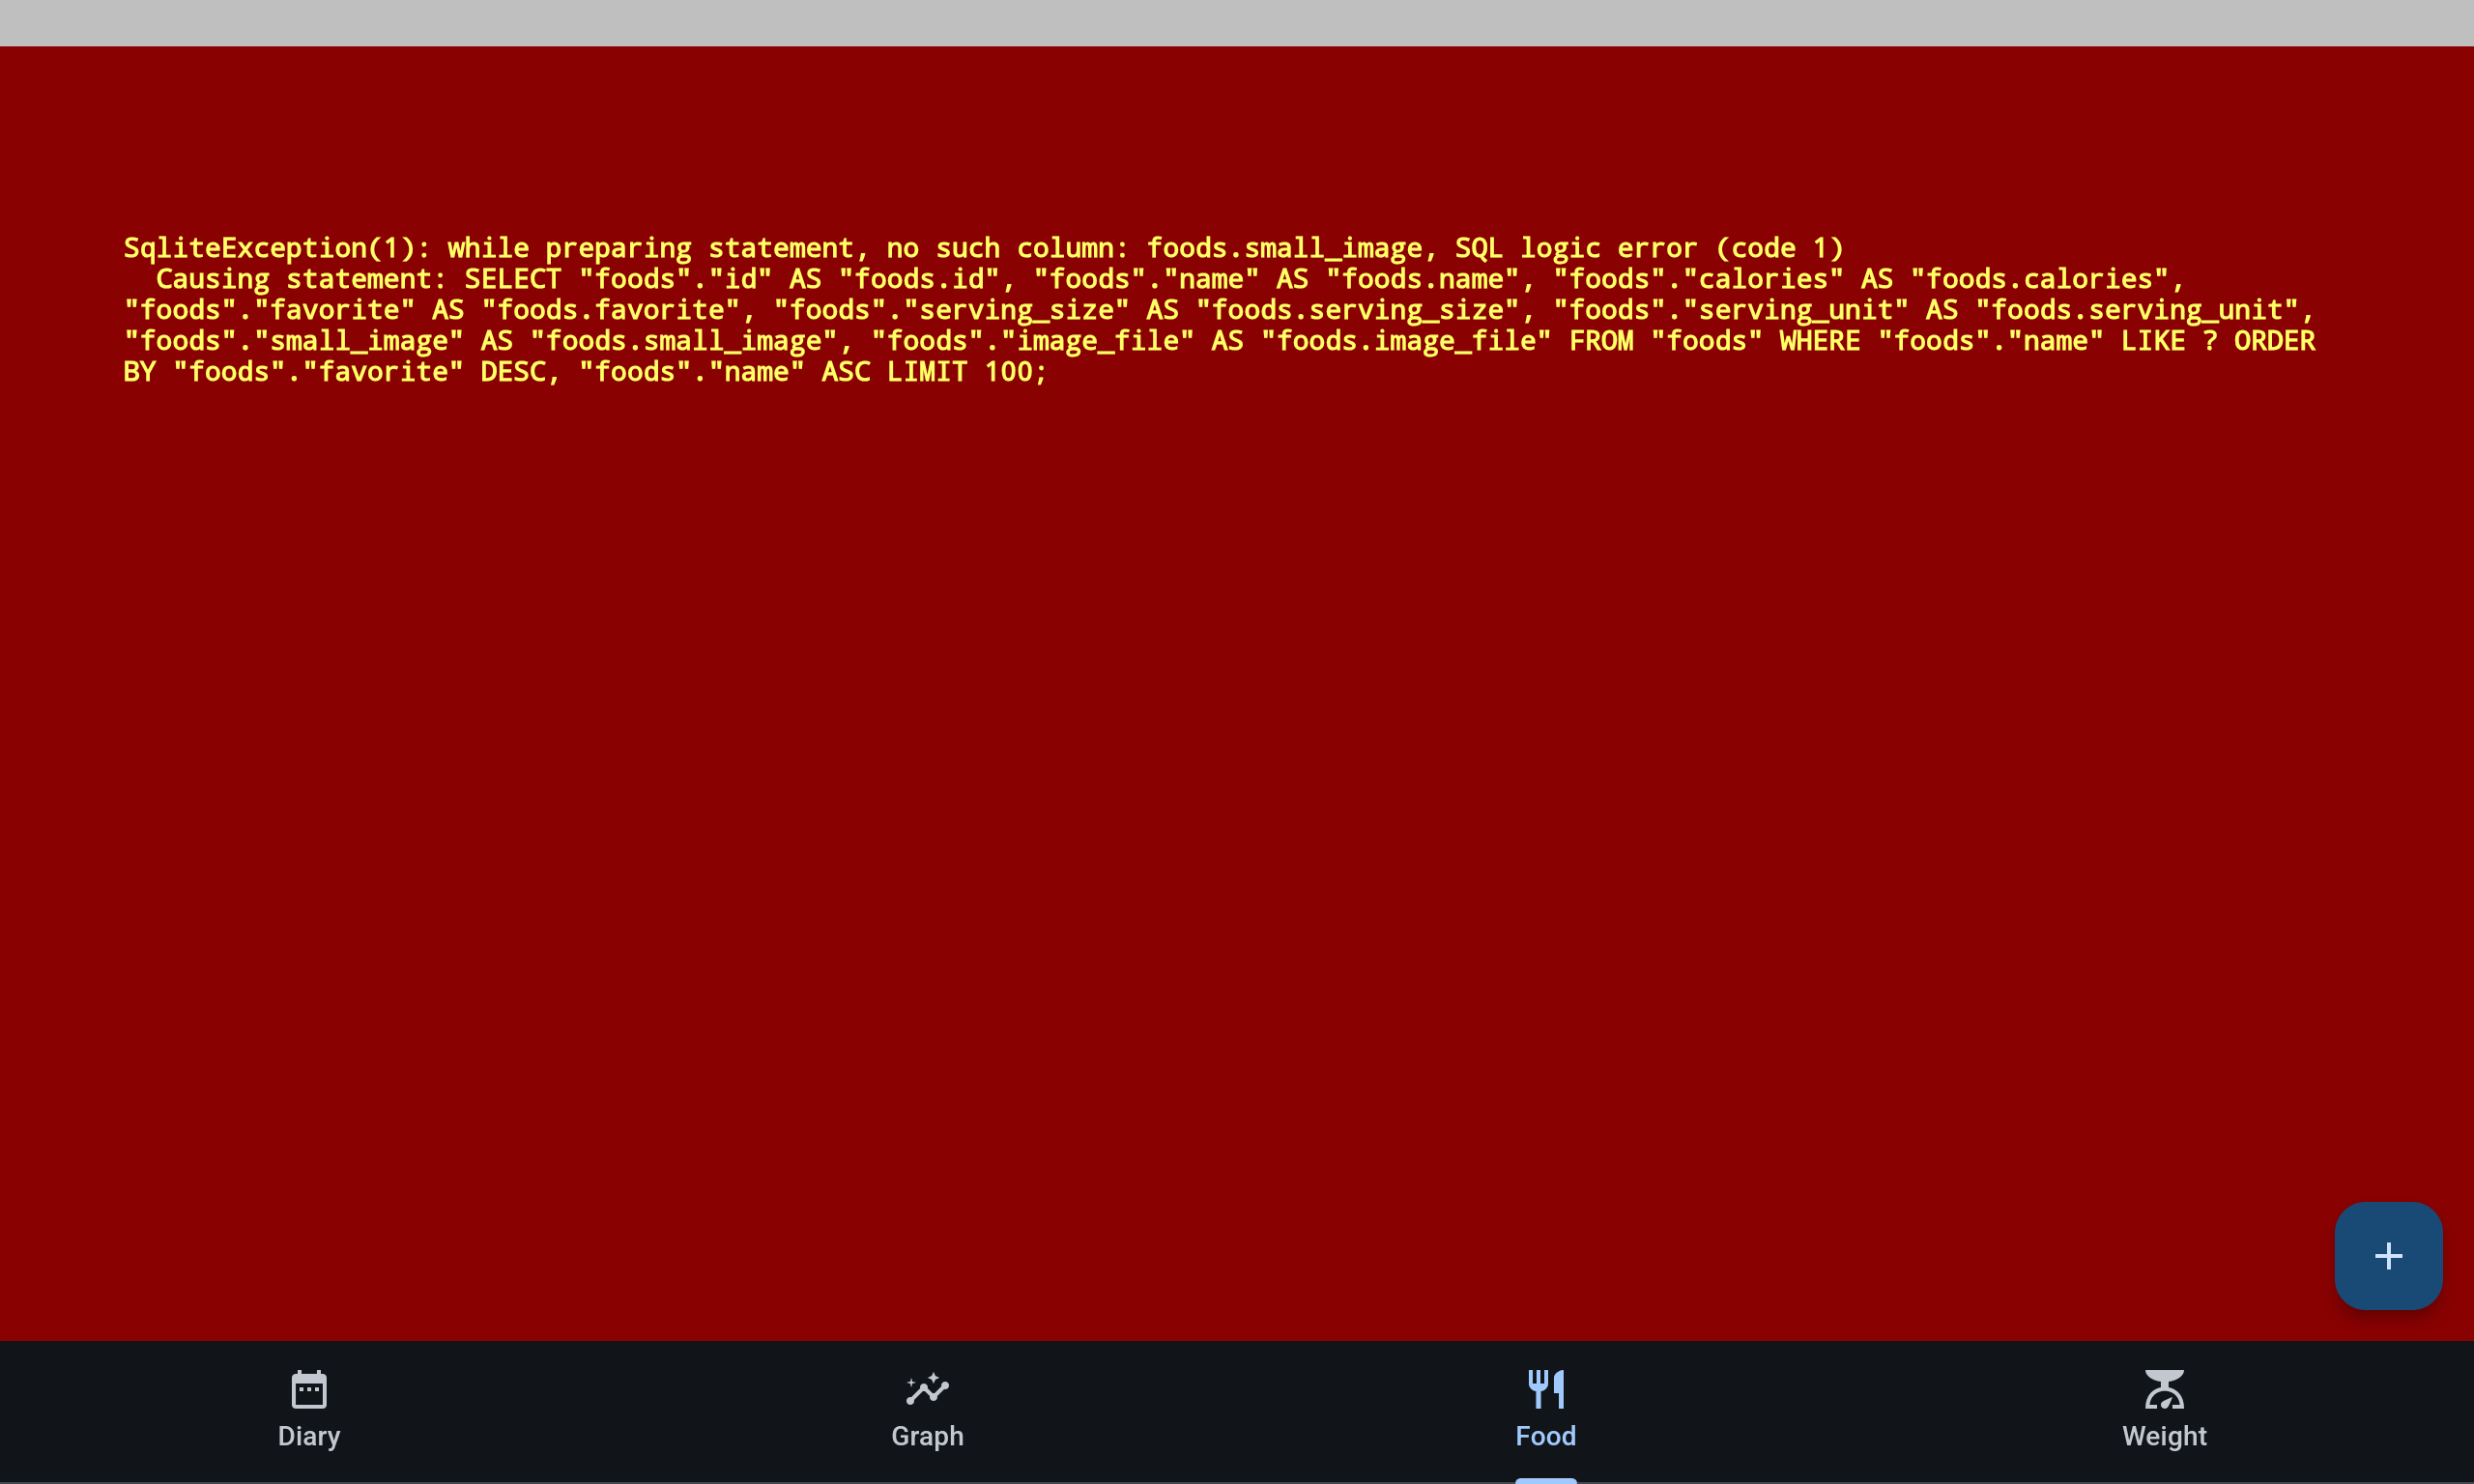 SqliteException(1): while preparing statement, no such column: foods.small_image, SQL logic error (code 1)
  Causing statement: SELECT "foods"."id" AS "foods.id", "foods"."name" AS "foods.name", "foods"."calories" AS "foods.calories",
"foods"."favorite" AS "foods.favorite", "foods"."serving_size" AS "foods.serving_size", "foods"."serving_unit" AS "foods.serving_unit",
"foods"."small_image" AS "foods.small_image", "foods"."image_file" AS "foods.image_file" FROM "foods" WHERE "foods"."name" LIKE ? ORDER
BY "foods"."favorite" DESC, "foods"."name" ASC LIMIT 100;
Diary
Graph
Food
Weight